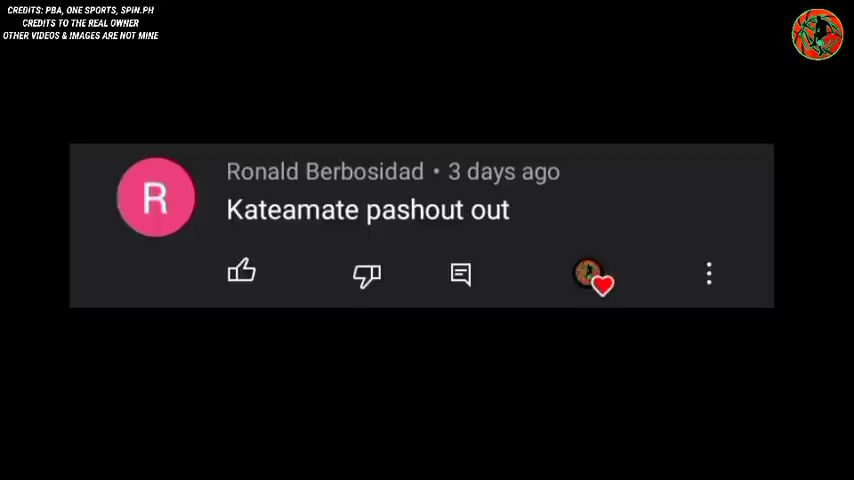 CREDITS: PBA, ONE SPORTS, SPIN.PH
CREDITS TO THE REAL OWNER
OTHER VIDEOS & IMAGES ARE NOT MINE
R
Ronald Berbosidad • 3 days ago
Kateamate pashout out